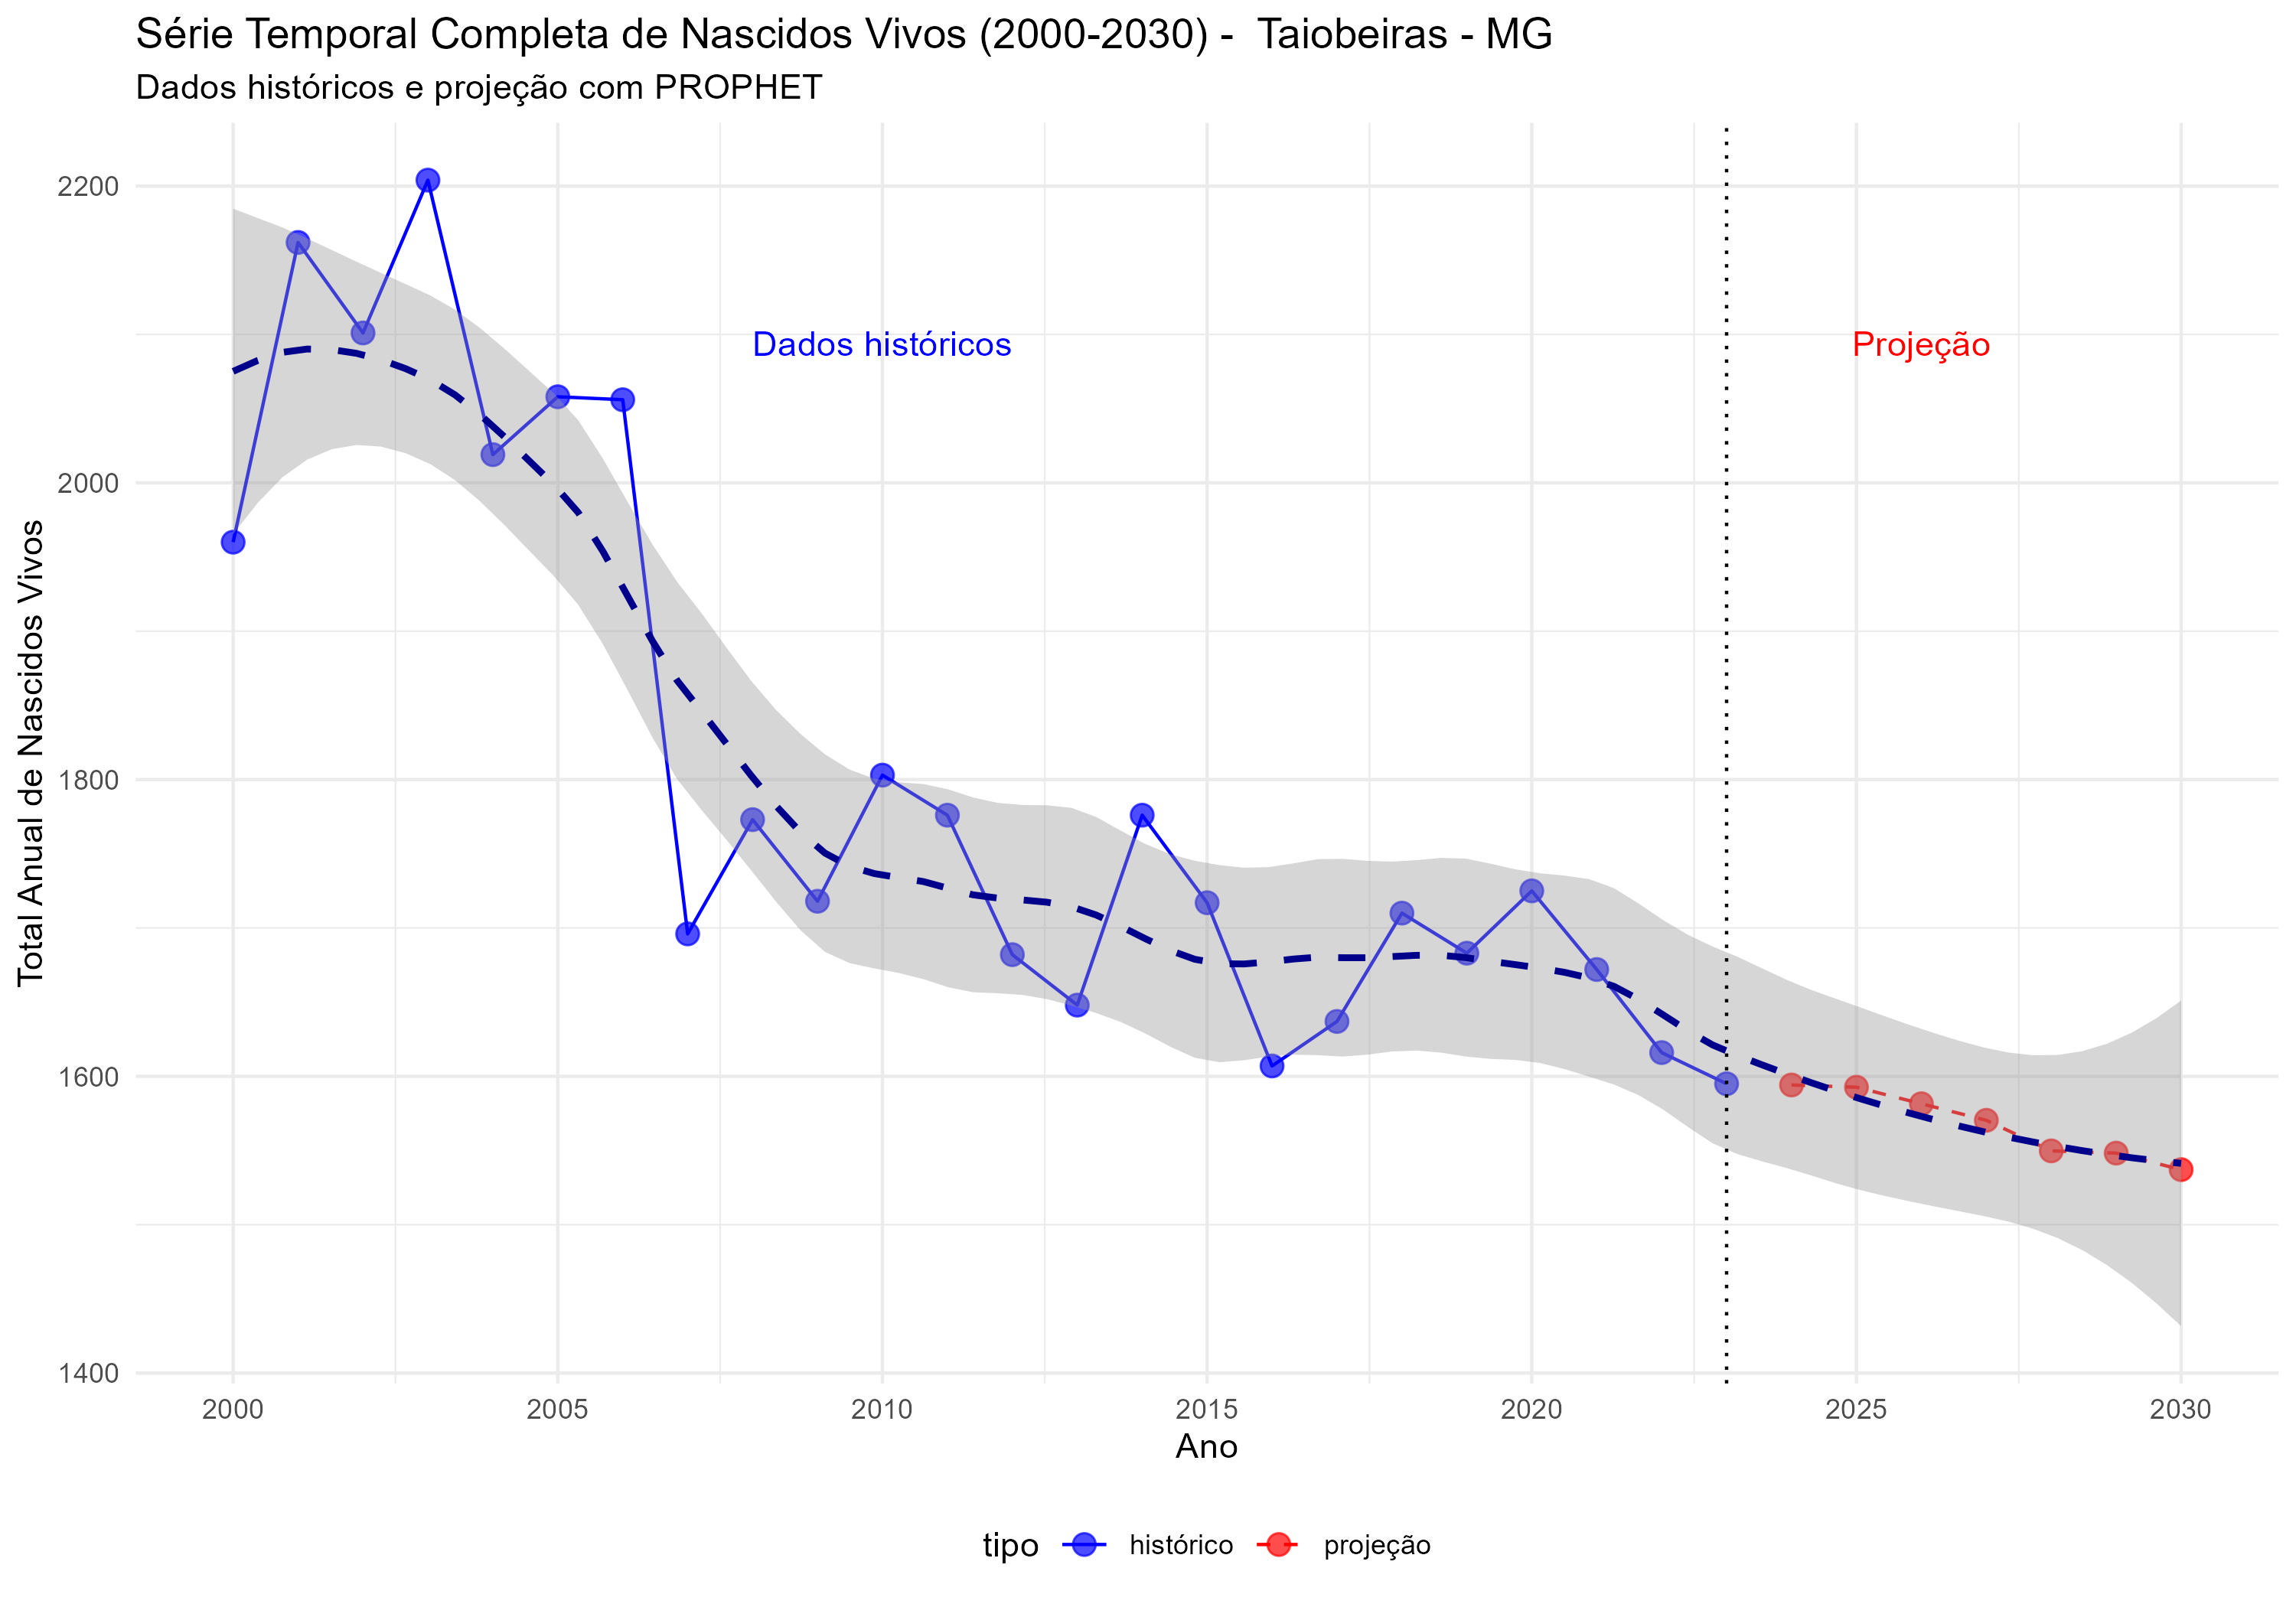 Série Temporal Completa de Nascidos Vivos (2000-2030) -  Taiobeiras - MG
Dados históricos e projeção com PROPHET
Total Anual de Nascidos Vivos
2200
2000
1800
1600
1400
Dados históricos
Projeção
2000 2005 2010 2015 2020 2025 2030
Ano
tipo histórico projeção